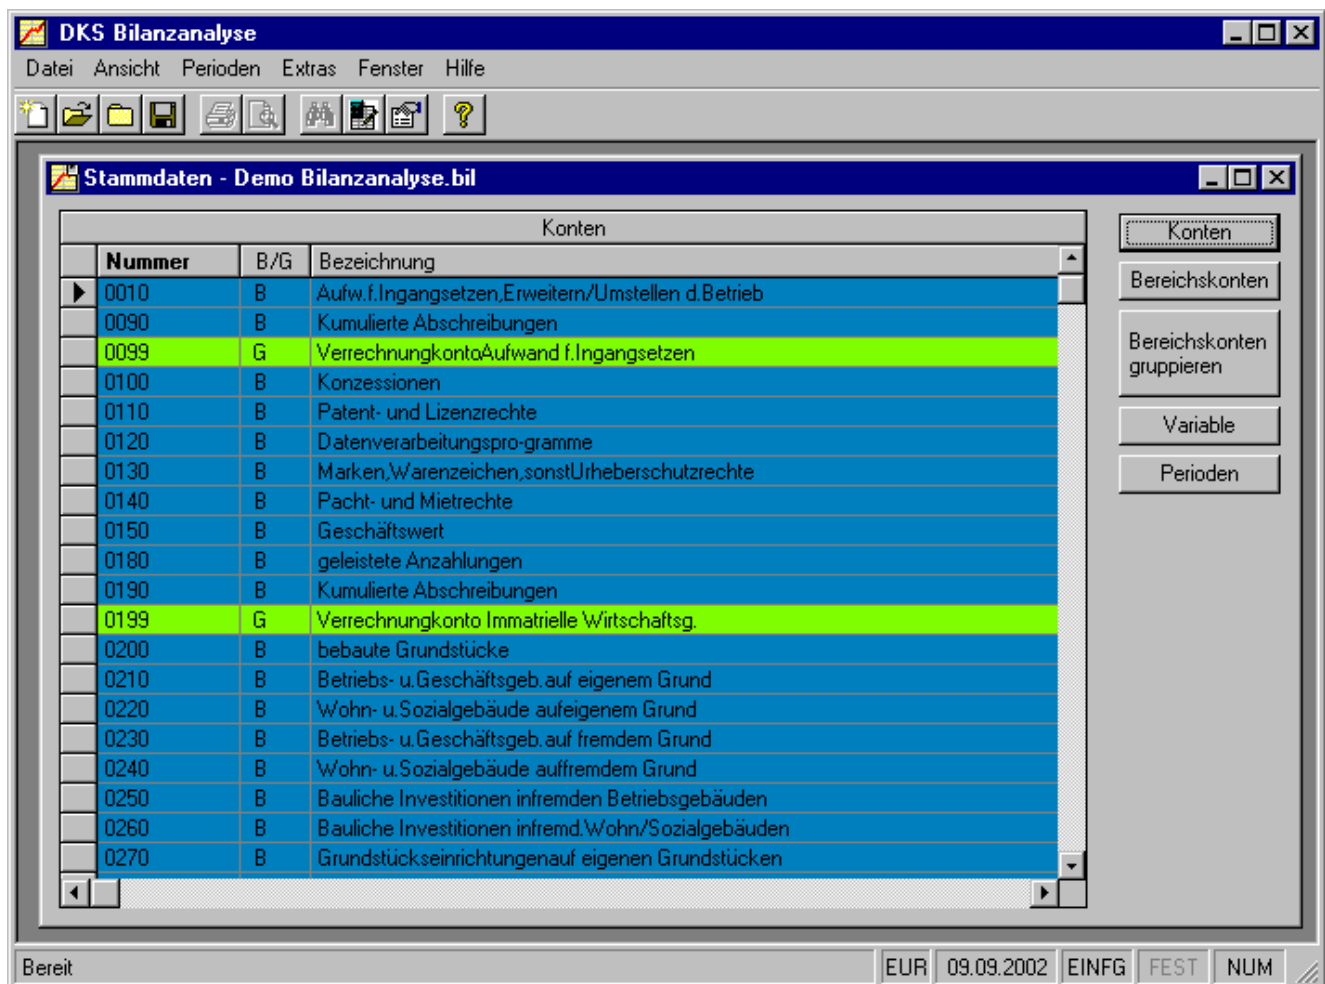 DKS Bilanzanalyse
Datei Ansicht Perioden Extras Fenster Hilfe
Stammdaten - Demo Bilanzanalyse.bil
Konten
Nummer B/G Bezeichnung
0010 B Aufw.f.Ingangsetzen,Erweitern/Umstellen d.Betrieb
0090 B Kumulierte Abschreibungen
0099 G VerrechnungkontoAufwand f.Ingangsetzen
0100 B Konzessionen
0110 B Patent- und Lizenzrechte
0120 B Datenverarbeitungspro-gramme
0130 B Marken,Warenzeichen,sonstUrheberschutzrechte
0140 B Pacht- und Mietrechte
0150 B Geschäftswert
0180 B geleistete Anzahlungen
0190 B Kumulierte Abschreibungen
0199 G Verrechnungkonto Immatrielle Wirtschaftsg.
0200 B bebaute Grundstücke
0210 B Betriebs- u.Geschäftsgeb.auf eigenem Grund
0220 B Wohn- u.Sozialgebäude aufeigenem Grund
0230 B Betriebs- u.Geschäftsgeb.auf fremdem Grund
0240 B Wohn- u.Sozialgebäude auffremdem Grund
0250 B Bauliche Investitionen infremden Betriebsgebäuden
0260 B Bauliche Investitionen infremd.Wohn/Sozialgebäuden
0270 B Grundstückseinrichtungenauf eigenen Grundstücken
Konten
Bereichskonten
Bereichskonten
gruppieren
Variable
Perioden
Bereit EUR 09.09.2002 EINFG FEST NUM